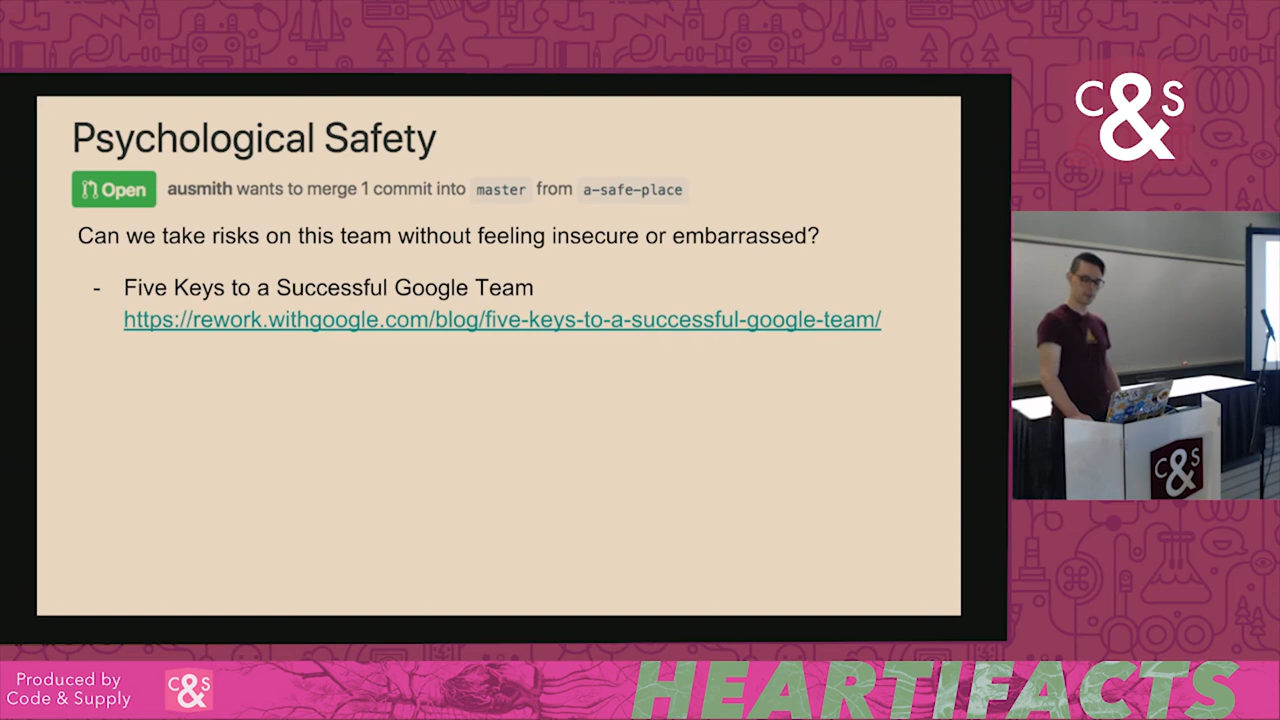 Psychological Safety
Open ausmith wants to merge 1 commit into master from a-safe-place
Can we take risks on this team without feeling insecure or embarrassed?
- Five Keys to a Successful Google Team
https://rework.withgoogle.com/blog/five-keys-to-a-successful-google-team/
C&S
C&S
Produced by
Code & Supply
C&S
HEARTIFACTS